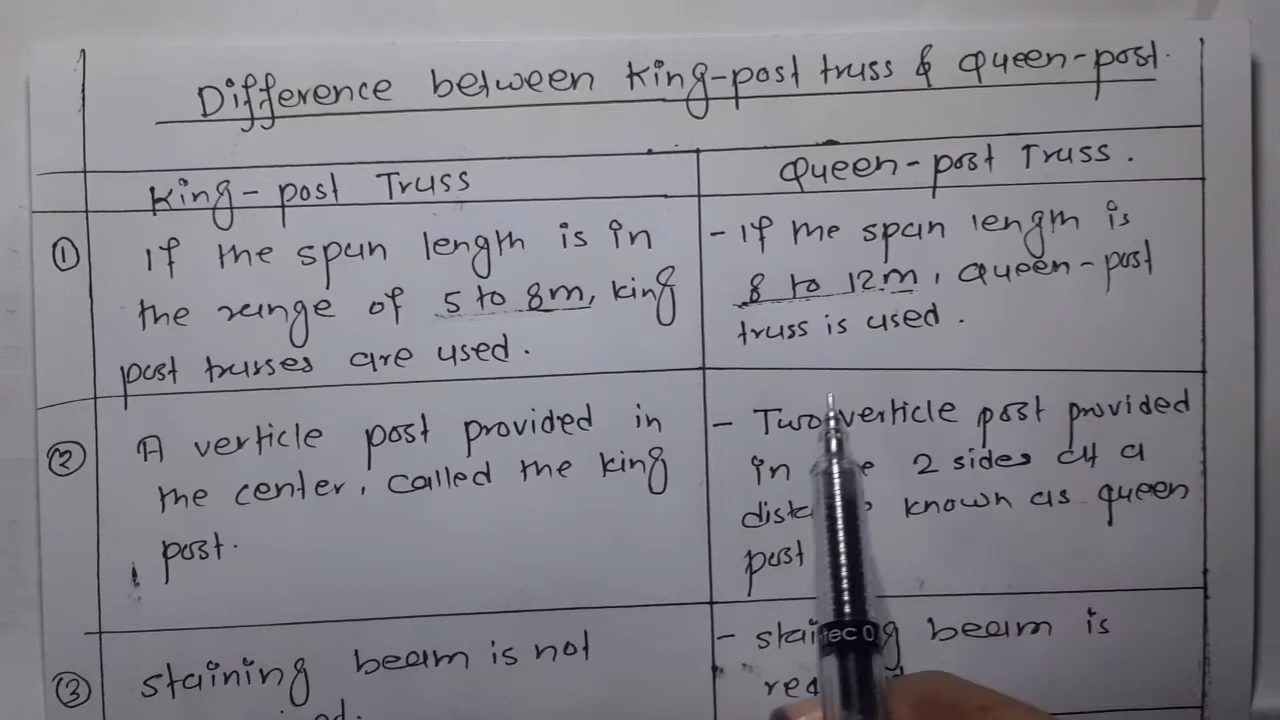 Difference between King-post truss & Queen-post.
King-post Truss
Queen-post Truss.
①
If the span length is in
the range of 5 to 8m, king
post trusses are used.
- If the span length is
8 to 12m, Queen-post
truss is used.
②
A verticle post provided in
the center, called the king
post.
- Two verticle post provided
in 2 sides at a
known as queen
post
③
staining beam is not
- beam is